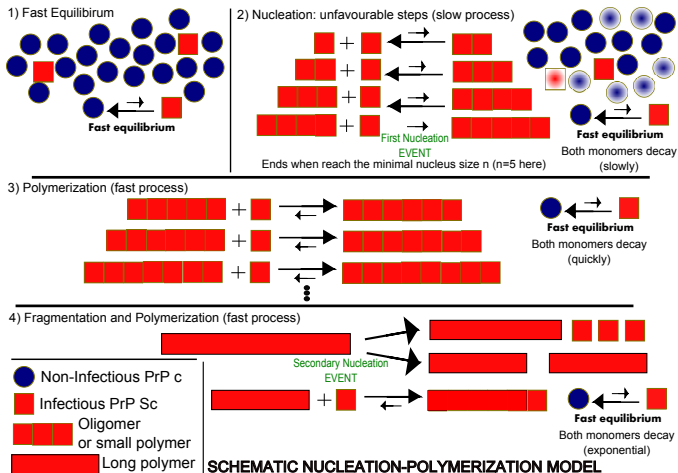 1) Fast Equilibrum
Fast equilibrium
2) Nucleation: unfavourable steps (slow process)
+
+
+
+
First Nucleation
EVENT
Ends when reach the minimal nucleus size n (n=5 here)
Fast equilibrium
Both monomers decay
(slowly)
3) Polymerization (fast process)
+
+
+
Fast equilibrium
Both monomers decay
(quickly)
4) Fragmentation and Polymerization (fast process)
Secondary Nucleation
EVENT
+
Fast equilibrium
Both monomers decay
(exponential)
Non-Infectious PrP c
Infectious PrP Sc
Oligomer
or small polymer
Long polymer
SCHEMATIC NUCLEATION-POLYMERIZATION MODEL